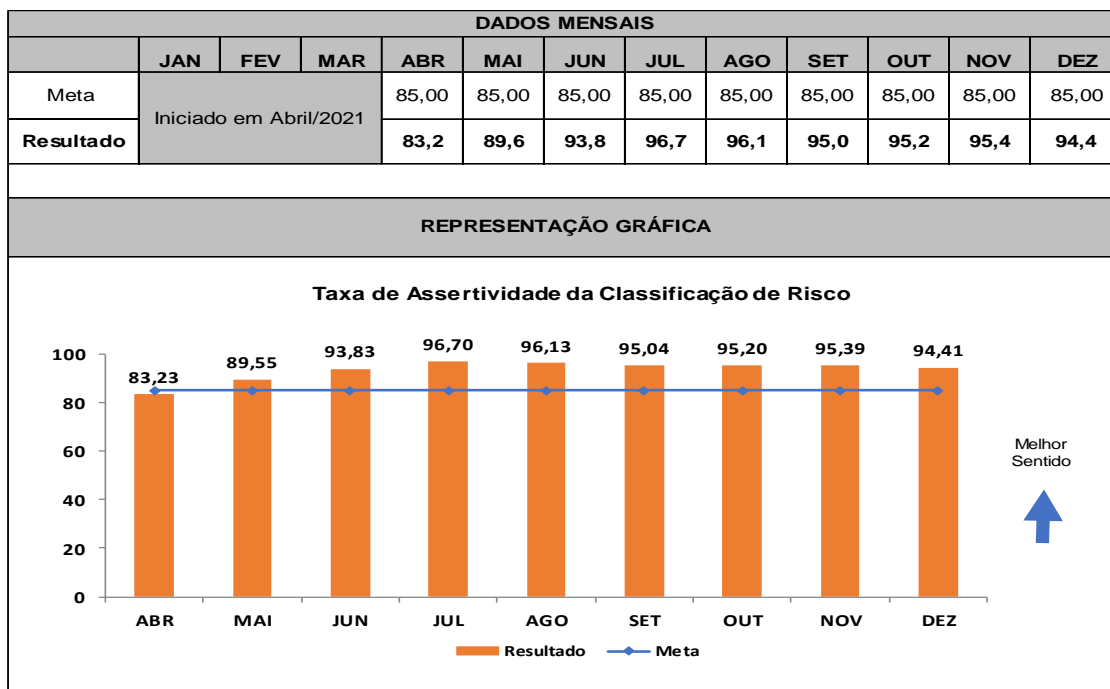 DADOS MENSAIS
JAN FEV MAR ABR MAI JUN JUL AGO SET OUT NOV DEZ
Meta 85,00 85,00 85,00 85,00 85,00 85,00 85,00 85,00 85,00
Iniciado em Abril/2021
Resultado 83,2 89,6 93,8 96,7 96,1 95,0 95,2 95,4 94,4
REPRESENTAÇÃO GRÁFICA
Taxa de Assertividade da Classificação de Risco
83,23 89,55 93,83 96,70 96,13 95,04 95,20 95,39 94,41
100
80
60
40
20
0
ABR MAI JUN JUL AGO SET OUT NOV DEZ
Resultado Meta
Melhor
Sentido